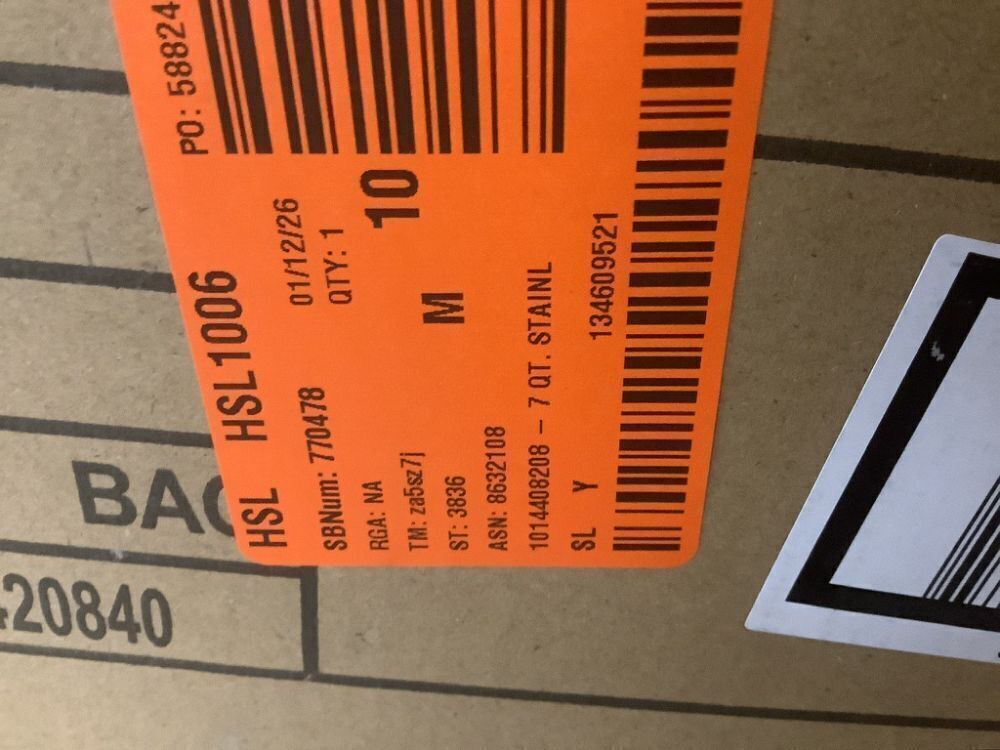 PO: 58824
HSL HSL1006
01/12/26
SBNum: 770478 QTY: 1
RGA: NA
10
TM: za5sz7j
M
ST: 3836
ASN: 8632108
1014408208 – 7 QT. STAINL
SL Y
134609521
BAG
20840